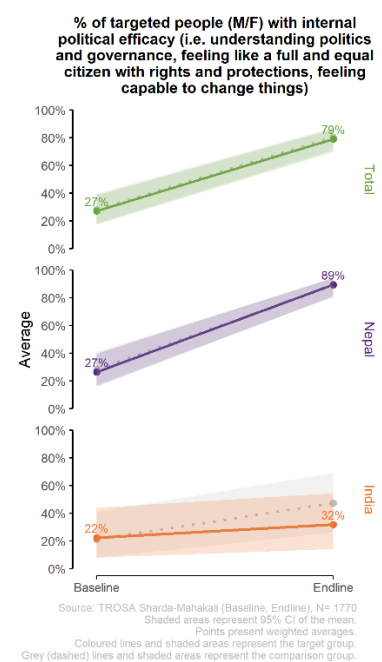 % of targeted people (M/F) with internal
political efficacy (i.e. understanding politics
and governance, feeling like a full and equal
citizen with rights and protections, feeling
capable to change things)
100%
80%
60%
40%
20%
0%
27%
79%
Total
100%
80%
60%
40%
20%
0%
27%
89%
Nepal
Average
100%
80%
60%
40%
20%
0%
22%
32%
India
Baseline
Endline
Source: TROSA Sharda-Mahakali (Baseline, Endline), N= 1770
Shaded areas represent 95% CI of the mean.
Points present weighted averages.
Coloured lines and shaded areas represent the target group.
Grey (dashed) lines and shaded areas represent the comparison group.